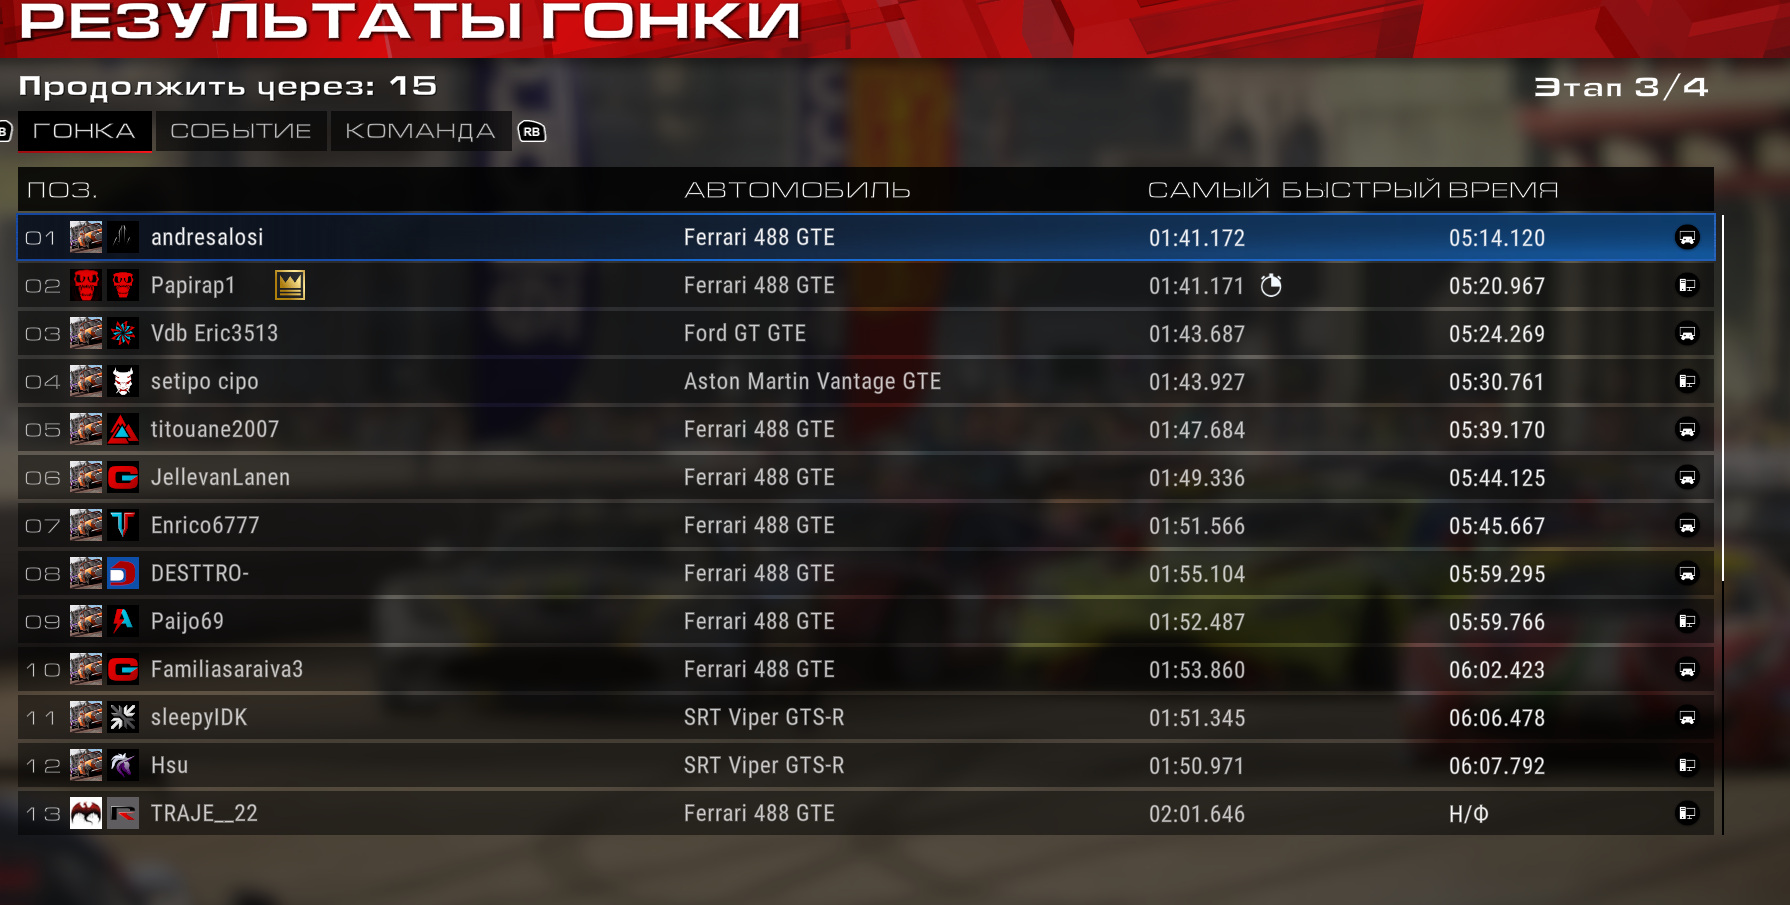 РЕЗУЛЬТАТЫ ГОНКИ
Продолжить через: 15
Этап 3/4
B ГОНКА СОБЫТИЕ КОМАНДА RB
ПОЗ. АВТОМОБИЛЬ САМЫЙ БЫСТРЫЙ ВРЕМЯ
01 andresalosi Ferrari 488 GTE 01:41.172 05:14.120
02 Papirap1 Ferrari 488 GTE 01:41.171 05:20.967
03 Vdb Eric3513 Ford GT GTE 01:43.687 05:24.269
04 setipo cipo Aston Martin Vantage GTE 01:43.927 05:30.761
05 titouane2007 Ferrari 488 GTE 01:47.684 05:39.170
06 JellevanLanen Ferrari 488 GTE 01:49.336 05:44.125
07 Enrico6777 Ferrari 488 GTE 01:51.566 05:45.667
08 DESTTRO- Ferrari 488 GTE 01:55.104 05:59.295
09 Paijo69 Ferrari 488 GTE 01:52.487 05:59.766
10 Familiasaraiva3 Ferrari 488 GTE 01:53.860 06:02.423
11 sleepyIDK SRT Viper GTS-R 01:51.345 06:06.478
12 Hsu SRT Viper GTS-R 01:50.971 06:07.792
13 TRAJE__22 Ferrari 488 GTE 02:01.646 Н/Ф